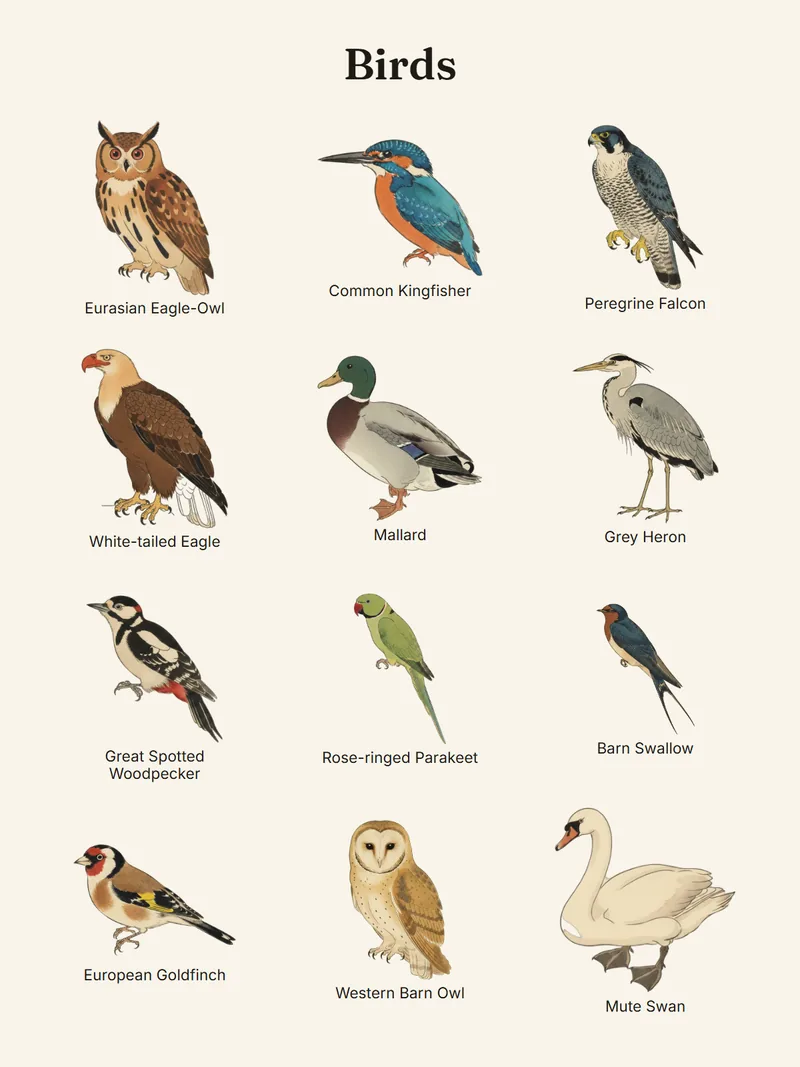 Birds
Eurasian Eagle-Owl
Common Kingfisher
Peregrine Falcon
White-tailed Eagle
Mallard
Grey Heron
Great Spotted
Woodpecker
Rose-ringed Parakeet
Barn Swallow
European Goldfinch
Western Barn Owl
Mute Swan